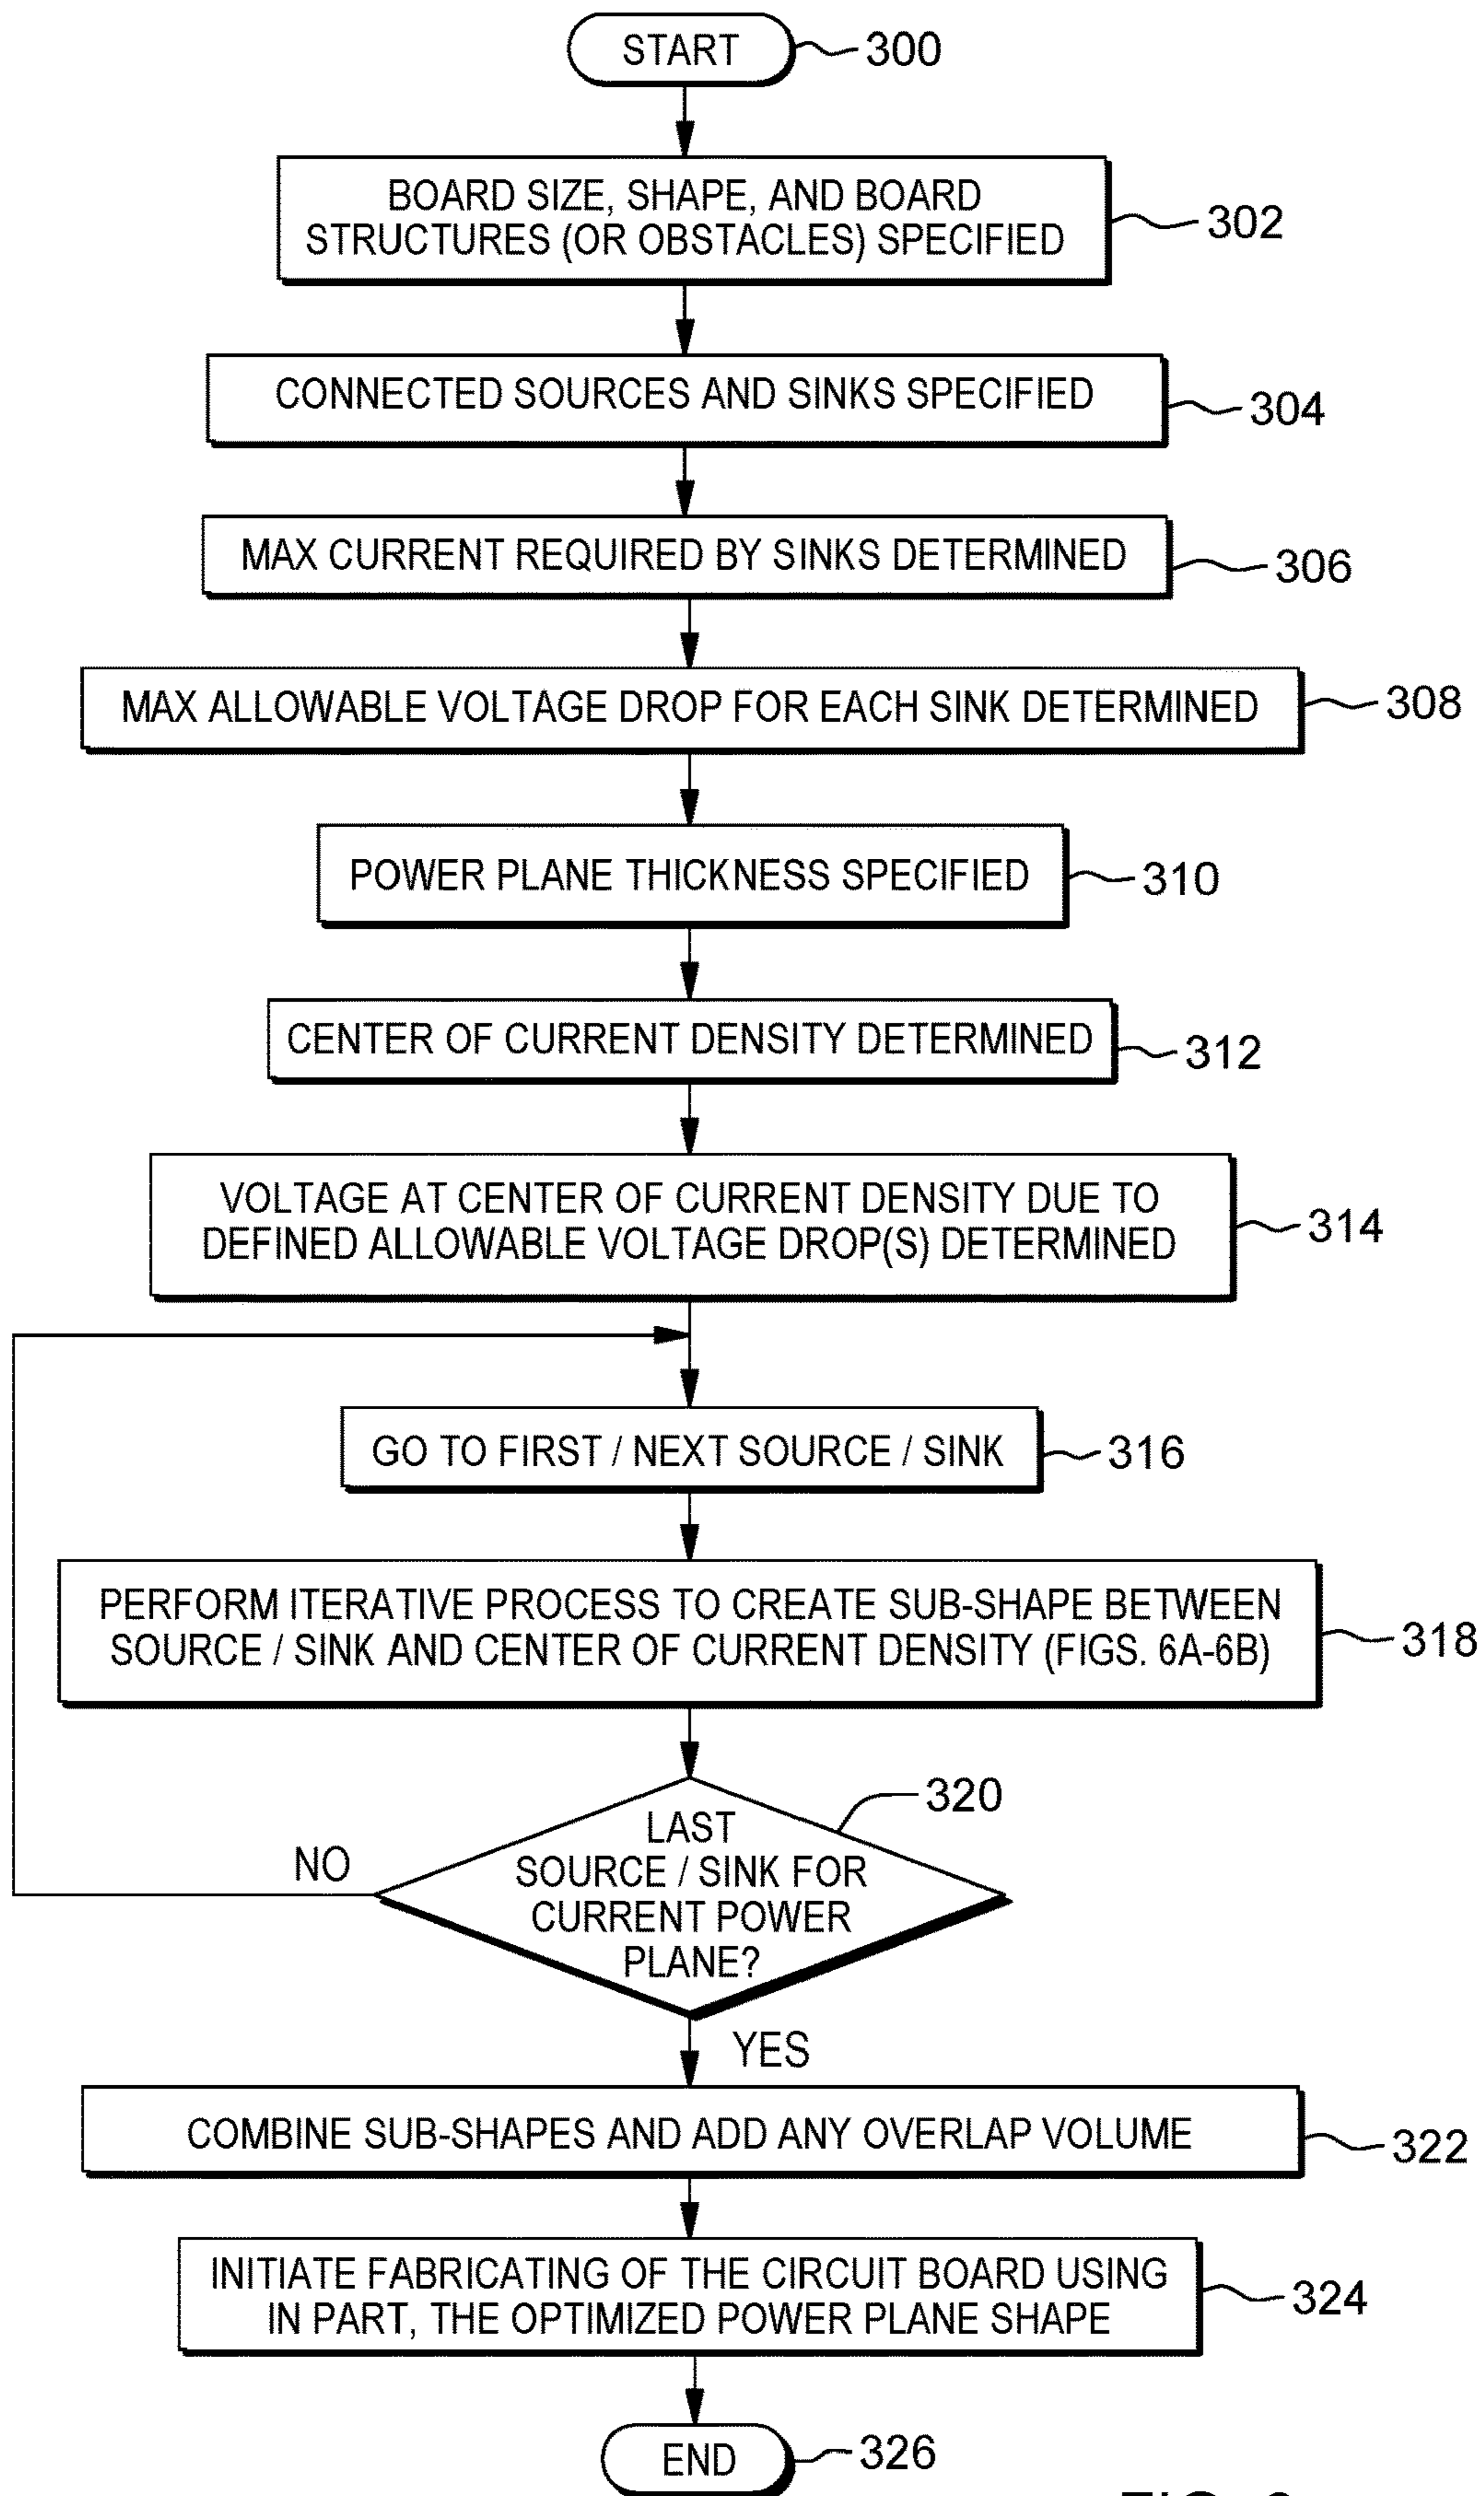 START
300
BOARD SIZE, SHAPE, AND BOARD
STRUCTURES (OR OBSTACLES) SPECIFIED
302
CONNECTED SOURCES AND SINKS SPECIFIED
304
MAX CURRENT REQUIRED BY SINKS DETERMINED
306
MAX ALLOWABLE VOLTAGE DROP FOR EACH SINK DETERMINED
308
POWER PLANE THICKNESS SPECIFIED
310
CENTER OF CURRENT DENSITY DETERMINED
312
VOLTAGE AT CENTER OF CURRENT DENSITY DUE TO
DEFINED ALLOWABLE VOLTAGE DROP(S) DETERMINED
314
GO TO FIRST / NEXT SOURCE / SINK
316
PERFORM ITERATIVE PROCESS TO CREATE SUB-SHAPE BETWEEN
SOURCE / SINK AND CENTER OF CURRENT DENSITY (FIGS. 6A-6B)
318
320
LAST
SOURCE / SINK FOR
CURRENT POWER
PLANE?
NO
YES
COMBINE SUB-SHAPES AND ADD ANY OVERLAP VOLUME
322
INITIATE FABRICATING OF THE CIRCUIT BOARD USING
IN PART, THE OPTIMIZED POWER PLANE SHAPE
324
END
326